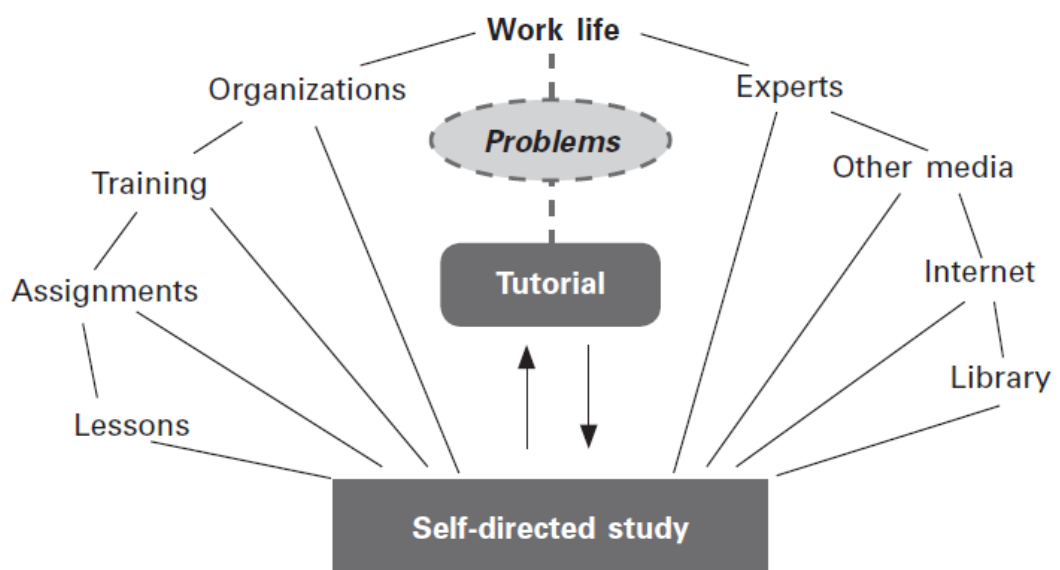 Work life
Organizations
Experts
Problems
Training
Other media
Assignments
Tutorial
Internet
Lessons
Library
Self-directed study